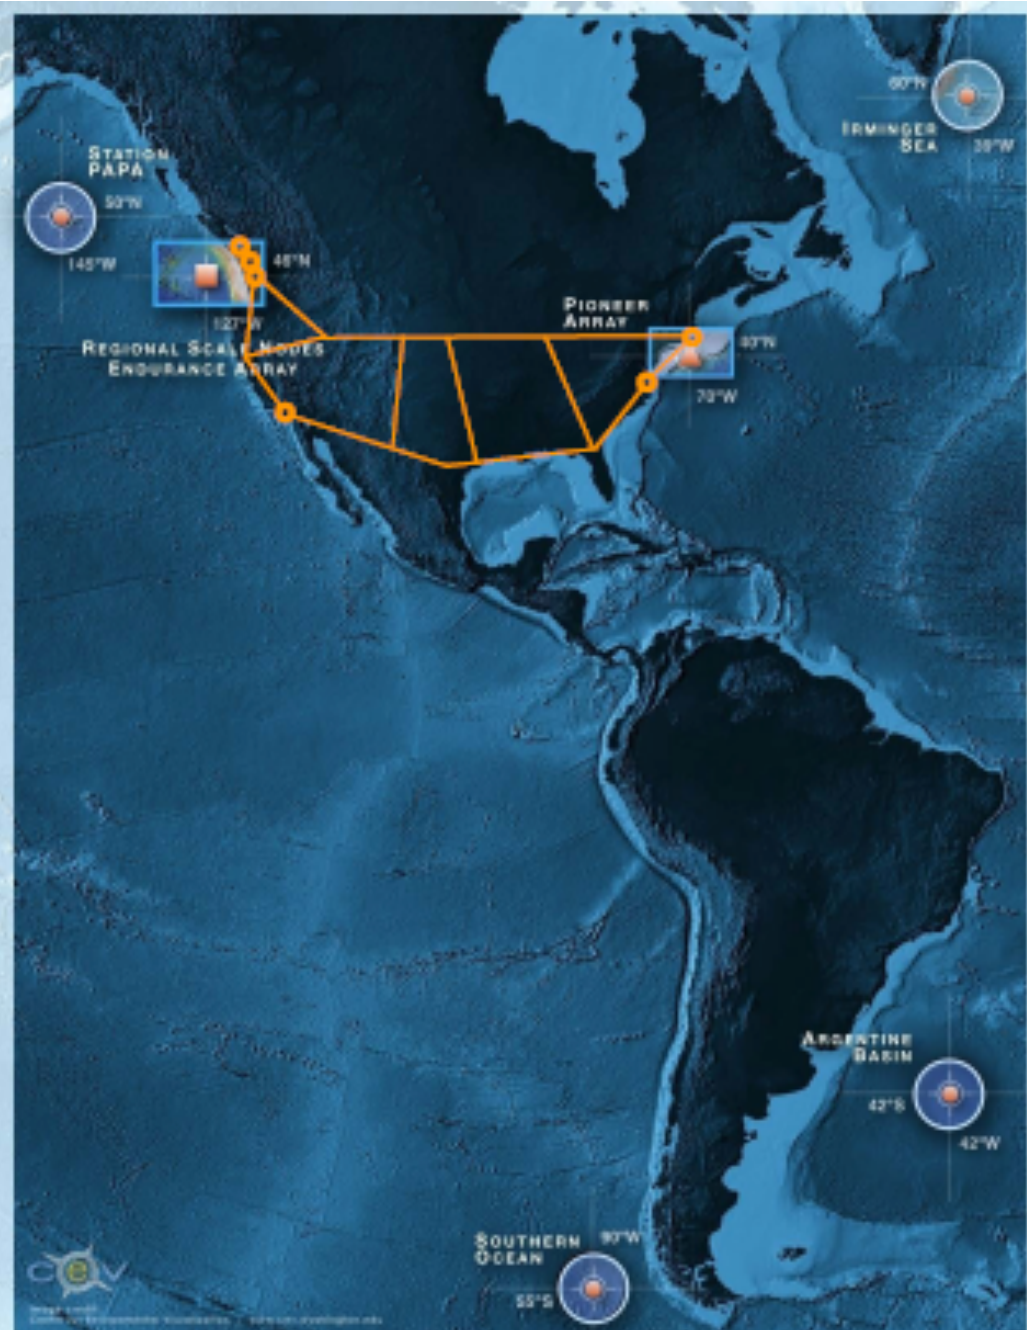 60°N
IRMINGER
SEA
39°W
STATION
PAPA
50°N
145°W
46°N
127°W
REGIONAL SCALE NODES
ENDURANCE ARRAY
PIONEER
ARRAY
40°N
70°W
ARGENTINE
BASIN
42°S
42°W
SOUTHERN
OCEAN
90°W
55°S
cev